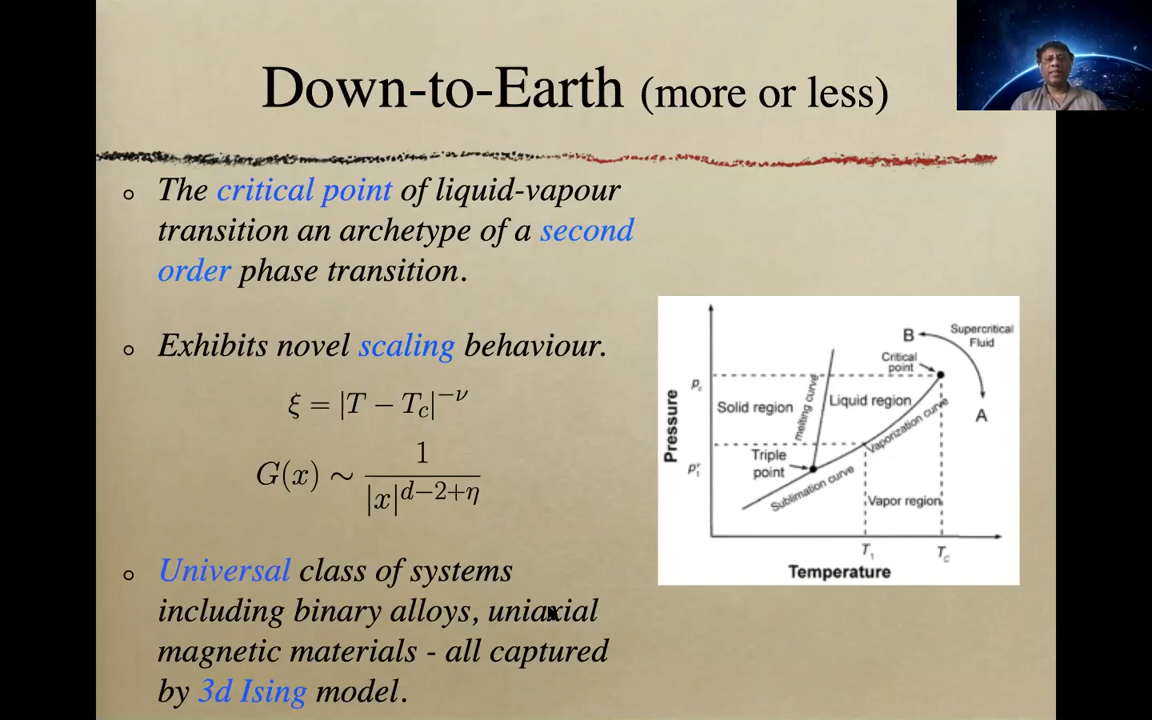 Down-to-Earth (more or less)
The critical point of liquid-vapour
transition an archetype of a second
order phase transition.
Exhibits novel scaling behaviour.
ξ = |T − T_c|^{−ν}
G(x) ∼ \frac{1}{|x|^{d−2+η}}
Universal class of systems
including binary alloys, uniaxial
magnetic materials - all captured
by 3d Ising model.
B
Supercritical
Fluid
Critical
point
p_c
Solid region
melting curve
Liquid region
A
Vaporization curve
Pressure
Triple
point
Sublimation curve
Vapor region
T_1
T_c
Temperature